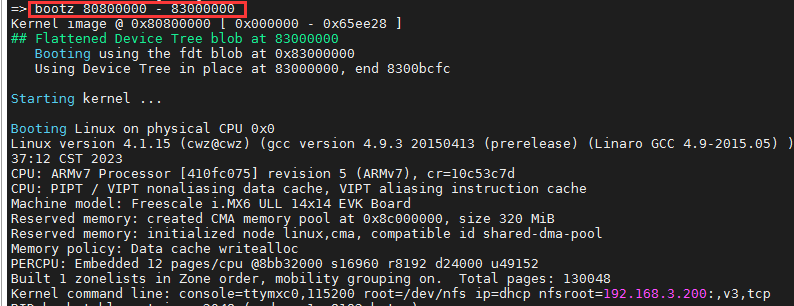 => bootz 80800000 - 83000000
Kernel image @ 0x80800000 [ 0x000000 - 0x65ee28 ]
## Flattened Device Tree blob at 83000000
Booting using the fdt blob at 0x83000000
Using Device Tree in place at 83000000, end 8300bcfc
Starting kernel ...
Booting Linux on physical CPU 0x0
Linux version 4.1.15 (cwz@cwz) (gcc version 4.9.3 20150413 (prerelease) (Linaro GCC 4.9-2015.05) )
37:12 CST 2023
CPU: ARMv7 Processor [410fc075] revision 5 (ARMv7), cr=10c53c7d
CPU: PIPT / VIPT nonaliasing data cache, VIPT aliasing instruction cache
Machine model: Freescale i.MX6 ULL 14x14 EVK Board
Reserved memory: created CMA memory pool at 0x8c000000, size 320 MiB
Reserved memory: initialized node linux,cma, compatible id shared-dma-pool
Memory policy: Data cache writealloc
PERCPU: Embedded 12 pages/cpu @8bb32000 s16960 r8192 d24000 u49152
Built 1 zonelists in Zone order, mobility grouping on.  Total pages: 130048
Kernel command line: console=ttymxc0,115200 root=/dev/nfs ip=dhcp nfsroot=192.168.3.200:,v3,tcp